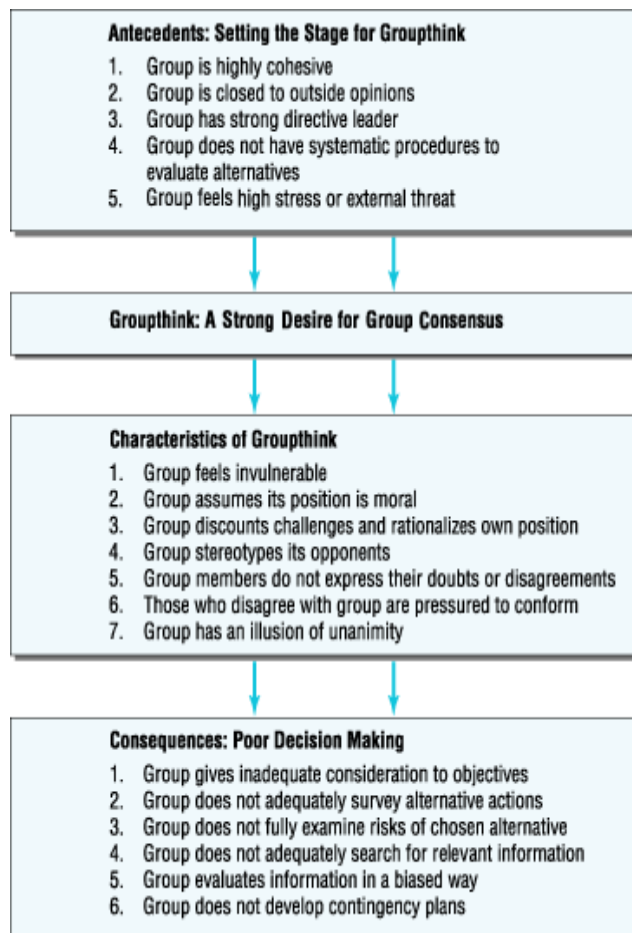 Antecedents: Setting the Stage for Groupthink
1. Group is highly cohesive
2. Group is closed to outside opinions
3. Group has strong directive leader
4. Group does not have systematic procedures to
evaluate alternatives
5. Group feels high stress or external threat
Groupthink: A Strong Desire for Group Consensus
Characteristics of Groupthink
1. Group feels invulnerable
2. Group assumes its position is moral
3. Group discounts challenges and rationalizes own position
4. Group stereotypes its opponents
5. Group members do not express their doubts or disagreements
6. Those who disagree with group are pressured to conform
7. Group has an illusion of unanimity
Consequences: Poor Decision Making
1. Group gives inadequate consideration to objectives
2. Group does not adequately survey alternative actions
3. Group does not fully examine risks of chosen alternative
4. Group does not adequately search for relevant information
5. Group evaluates information in a biased way
6. Group does not develop contingency plans